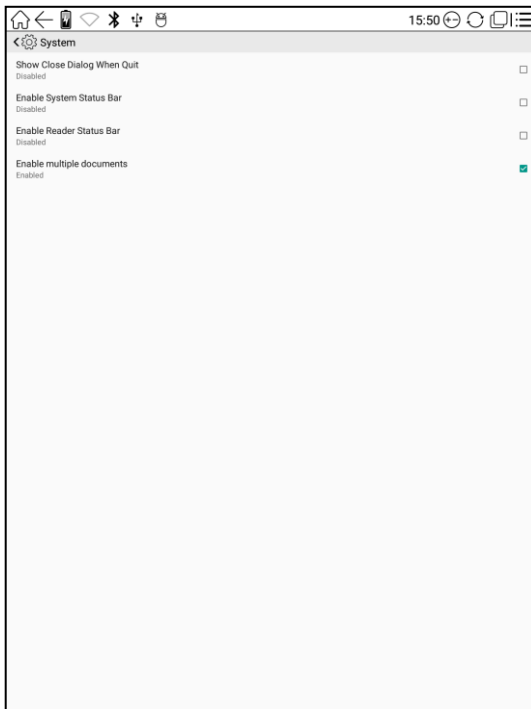 15:50
System
Show Close Dialog When Quit
Disabled
Enable System Status Bar
Disabled
Enable Reader Status Bar
Disabled
Enable multiple documents
Enabled